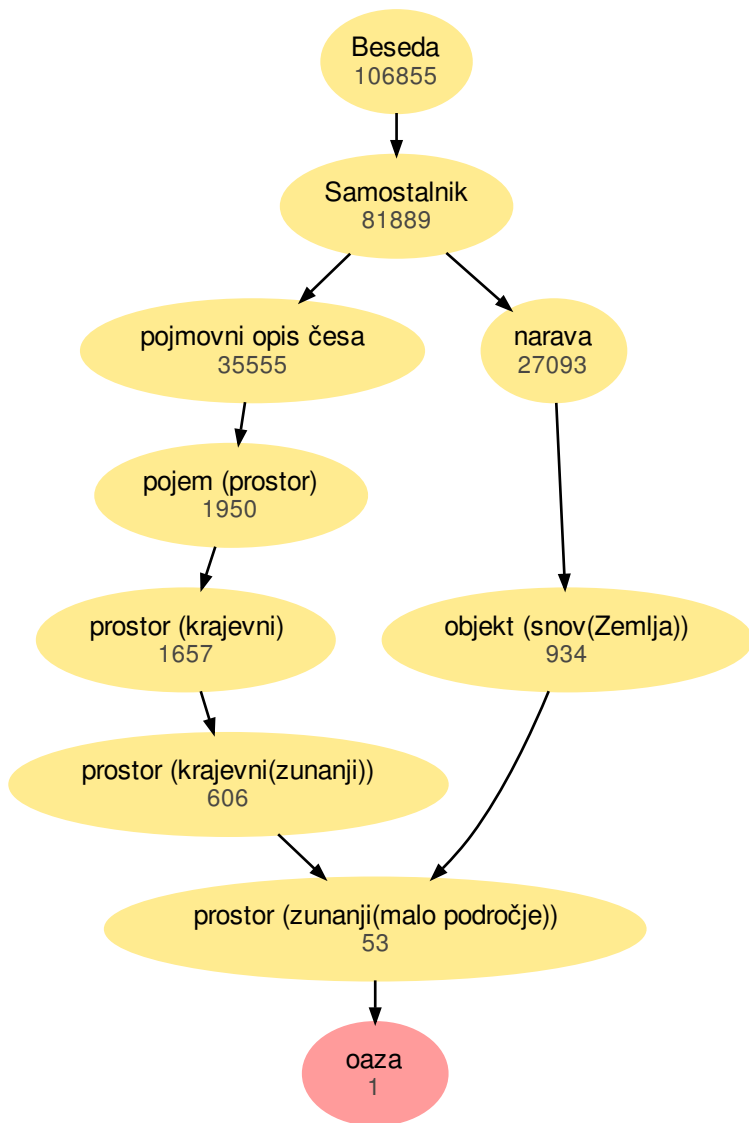 Beseda
106855
Samostalnik
81889
pojmovni opis česa
35555
narava
27093
pojem (prostor)
1950
prostor (krajevni)
1657
objekt (snov(Zemlja))
934
prostor (krajevni(zunanji))
606
prostor (zunanji(malo področje))
53
oaza
1